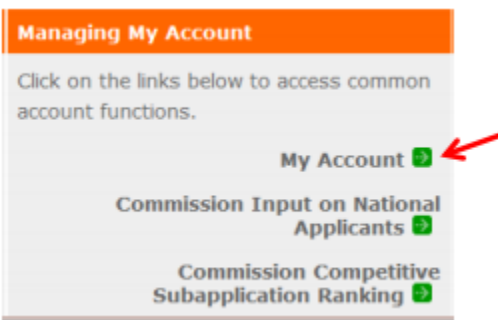 Managing My Account
Click on the links below to access common
account functions.
My Account
Commission Input on National
Applicants
Commission Competitive
Subapplication Ranking